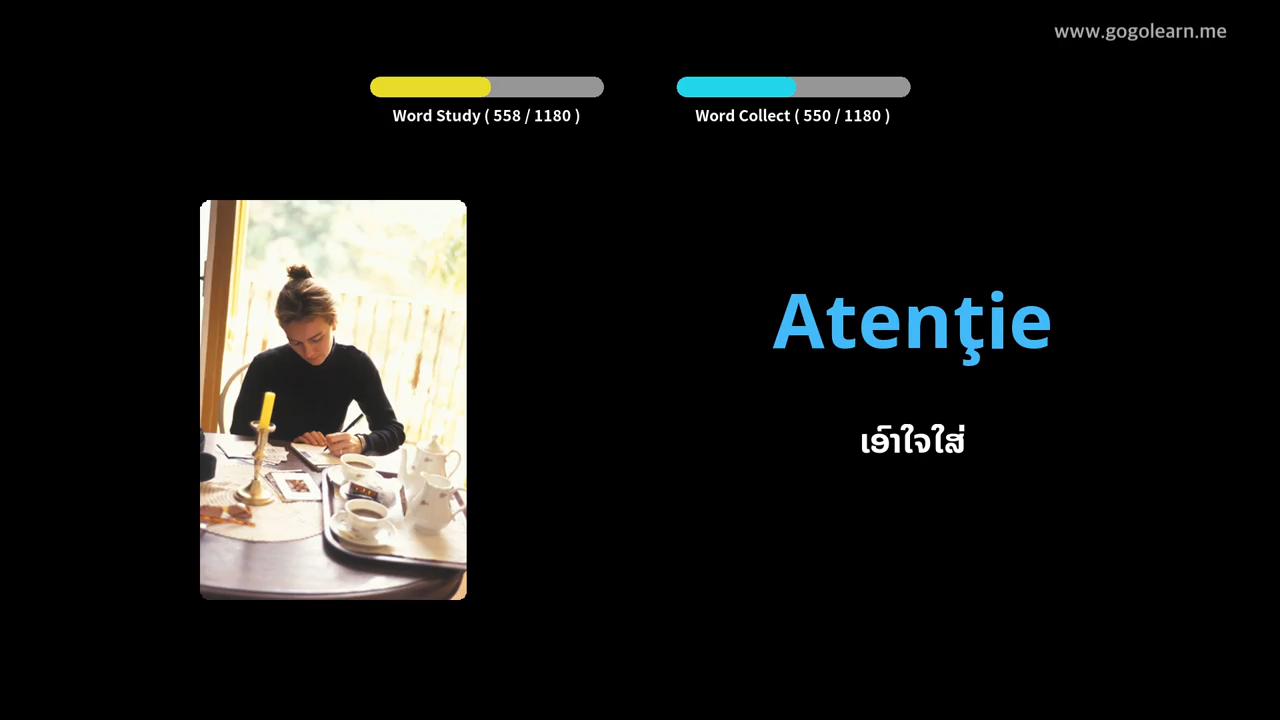 www.gogolearn.me
Word Study ( 558 / 1180 )
Word Collect ( 550 / 1180 )
Atenţie
ເອົາໃຈໃສ່